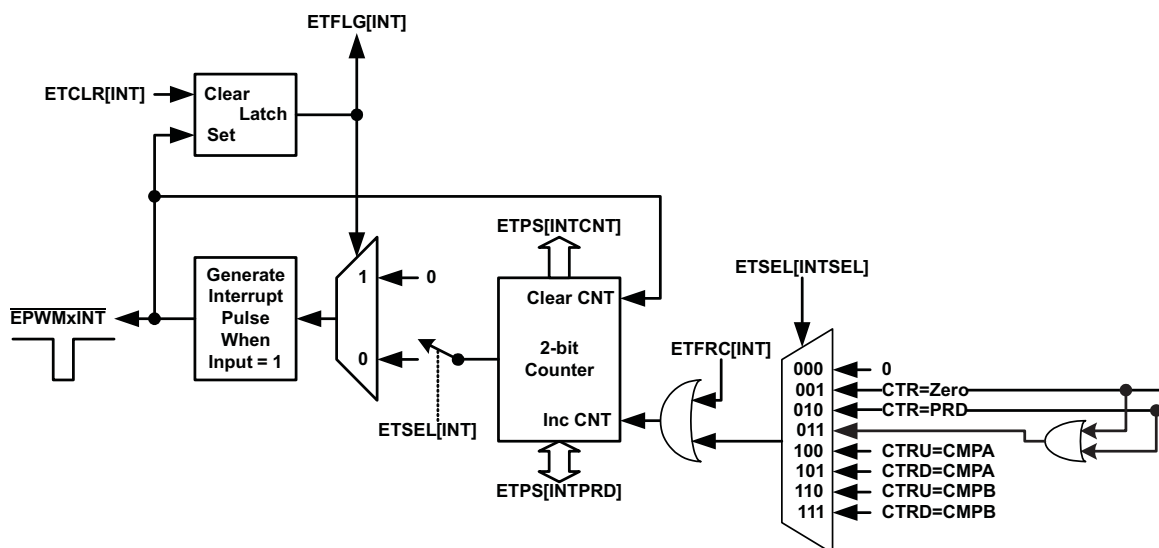 ETFLG[INT]
ETCLR[INT]
Clear
Latch
Set
ETPS[INTCNT]
ETSEL[INTSEL]
Generate
Interrupt
Pulse
When
Input = 1
1
0
0
EPWMxINT
Clear CNT
2-bit
Counter
Inc CNT
ETSEL[INT]
ETPS[INTPRD]
ETFRC[INT]
000
0
001
CTR=Zero
010
CTR=PRD
011
100
CTRU=CMPA
101
CTRD=CMPA
110
CTRU=CMPB
111
CTRD=CMPB